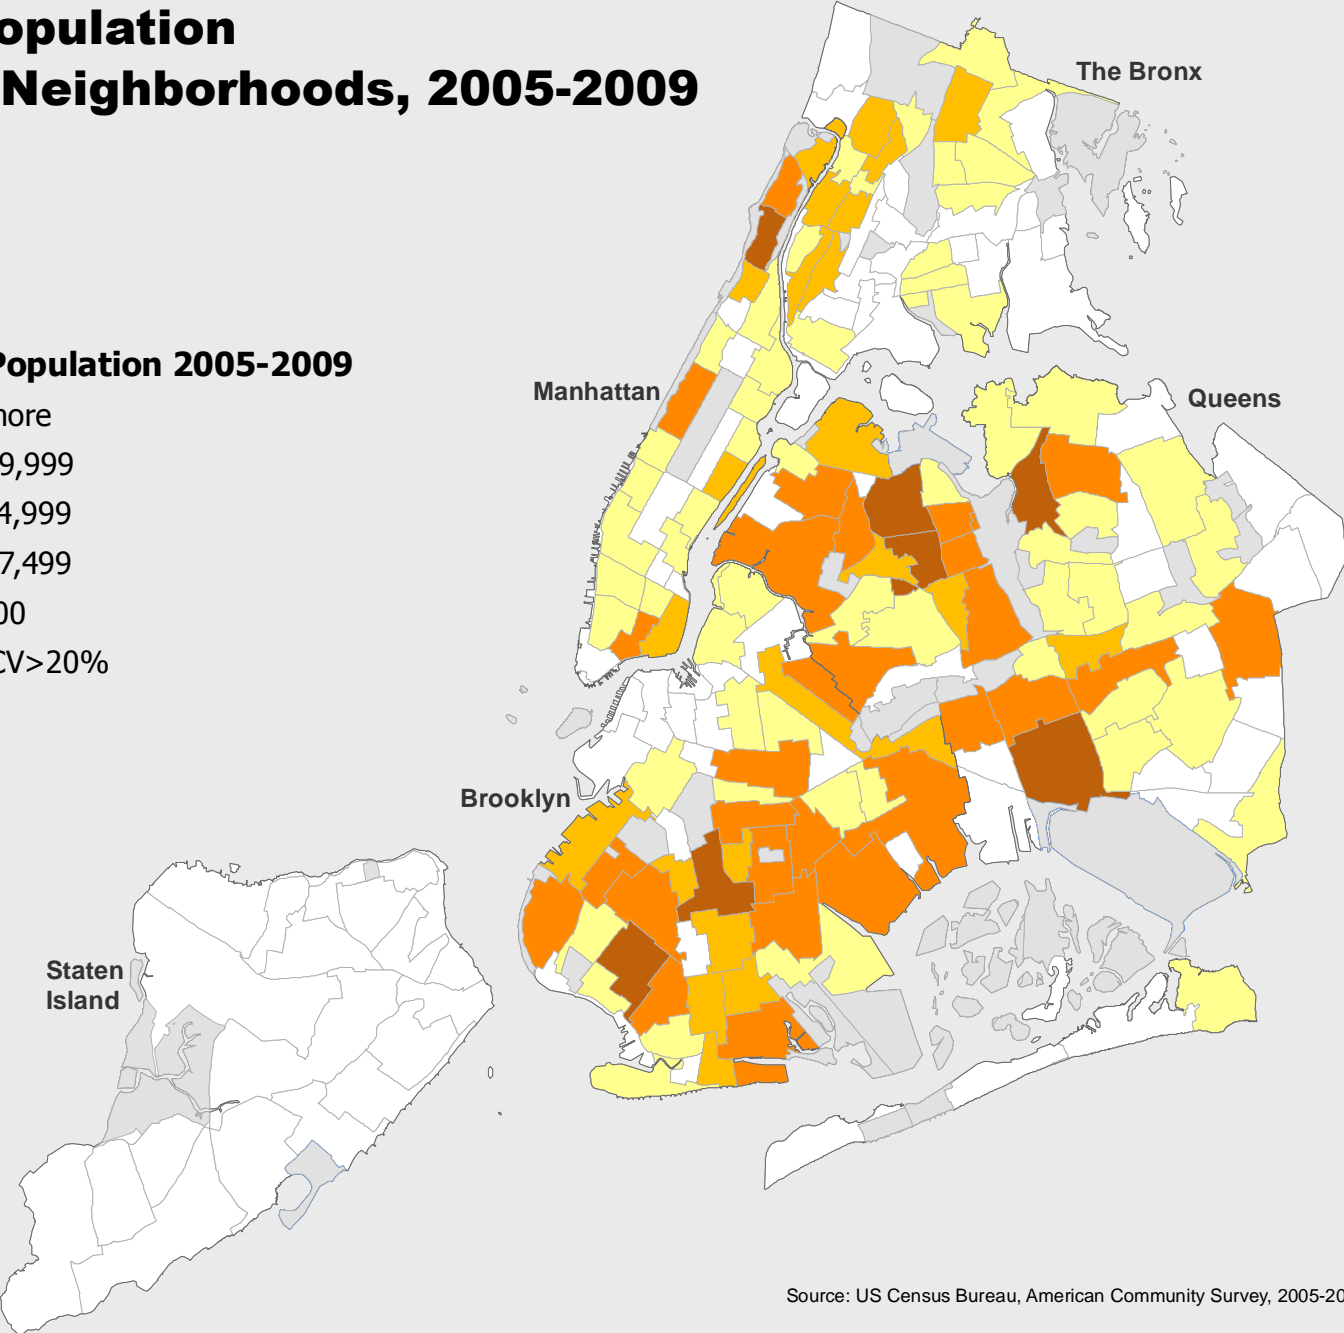 opulation
Neighborhoods, 2005-2009
The Bronx
Population 2005-2009
more
9,999
4,999
7,499
00
CV>20%
Manhattan
Queens
Brooklyn
Staten
Island
Source: US Census Bureau, American Community Survey, 2005-20